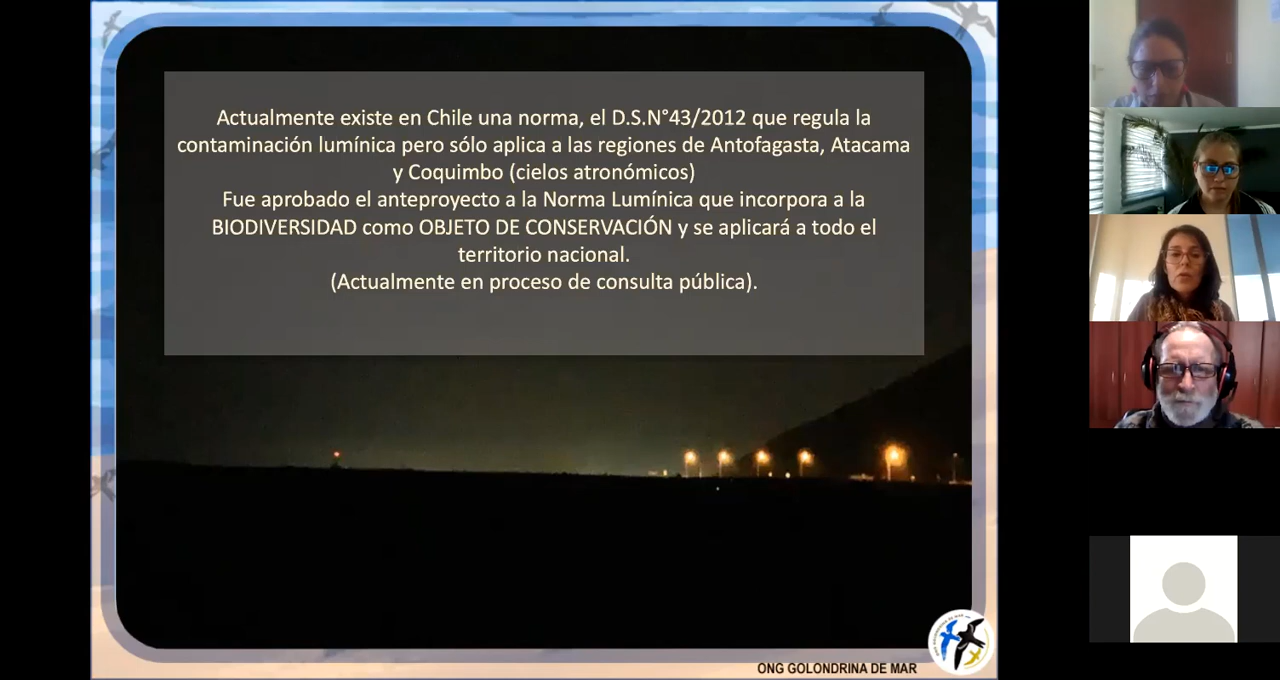 Actualmente existe en Chile una norma, el D.S.N°43/2012 que regula la
contaminación lumínica pero sólo aplica a las regiones de Antofagasta, Atacama
y Coquimbo (cielos atronómicos)
Fue aprobado el anteproyecto a la Norma Lumínica que incorpora a la
BIODIVERSIDAD como OBJETO DE CONSERVACIÓN y se aplicará a todo el
territorio nacional.
(Actualmente en proceso de consulta pública).
ONG GOLONDRINA DE MAR